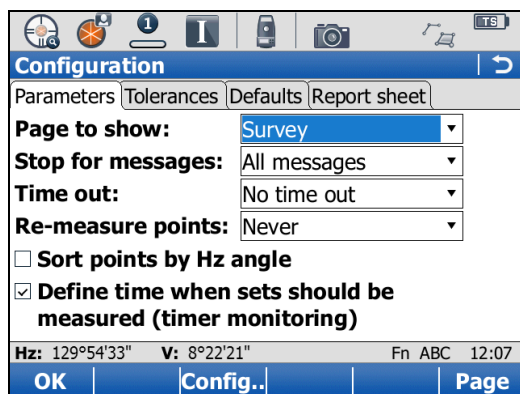 1
I
TS
Configuration
Parameters Tolerances Defaults Report sheet
Page to show: Survey
Stop for messages: All messages
Time out: No time out
Re-measure points: Never
Sort points by Hz angle
Define time when sets should be
measured (timer monitoring)
Hz: 129°54'33" V: 8°22'21" Fn ABC 12:07
OK Config.. Page